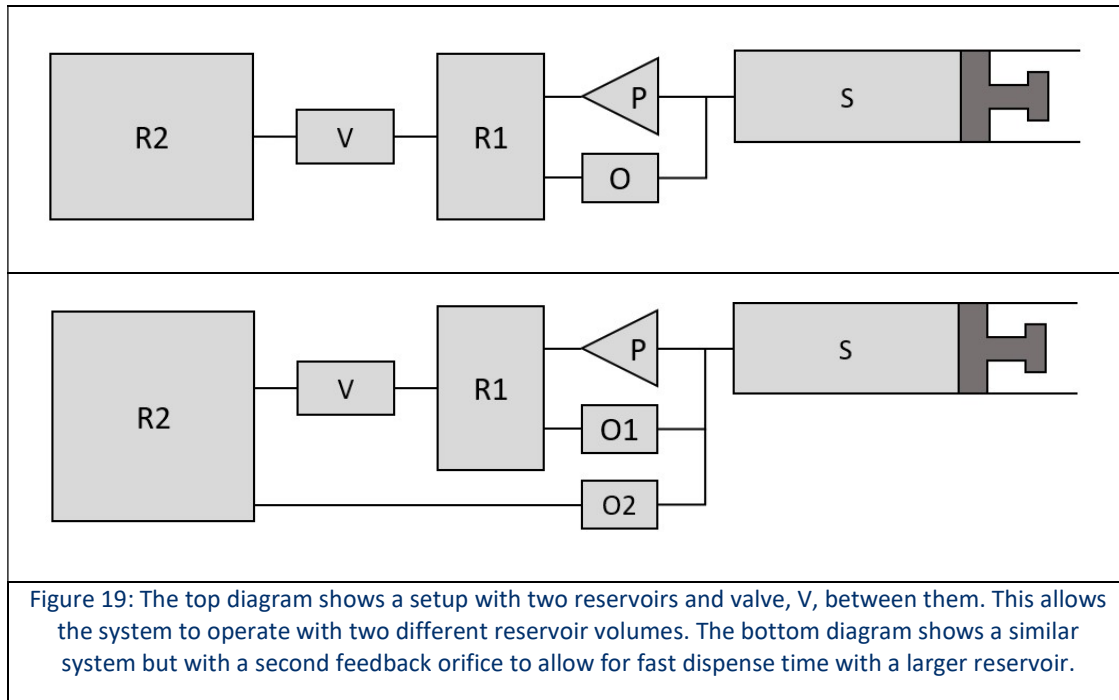 R2
V
R1
P
O
S
R2
V
R1
P
O1
O2
S
Figure 19: The top diagram shows a setup with two reservoirs and valve, V, between them. This allows
the system to operate with two different reservoir volumes. The bottom diagram shows a similar
system but with a second feedback orifice to allow for fast dispense time with a larger reservoir.